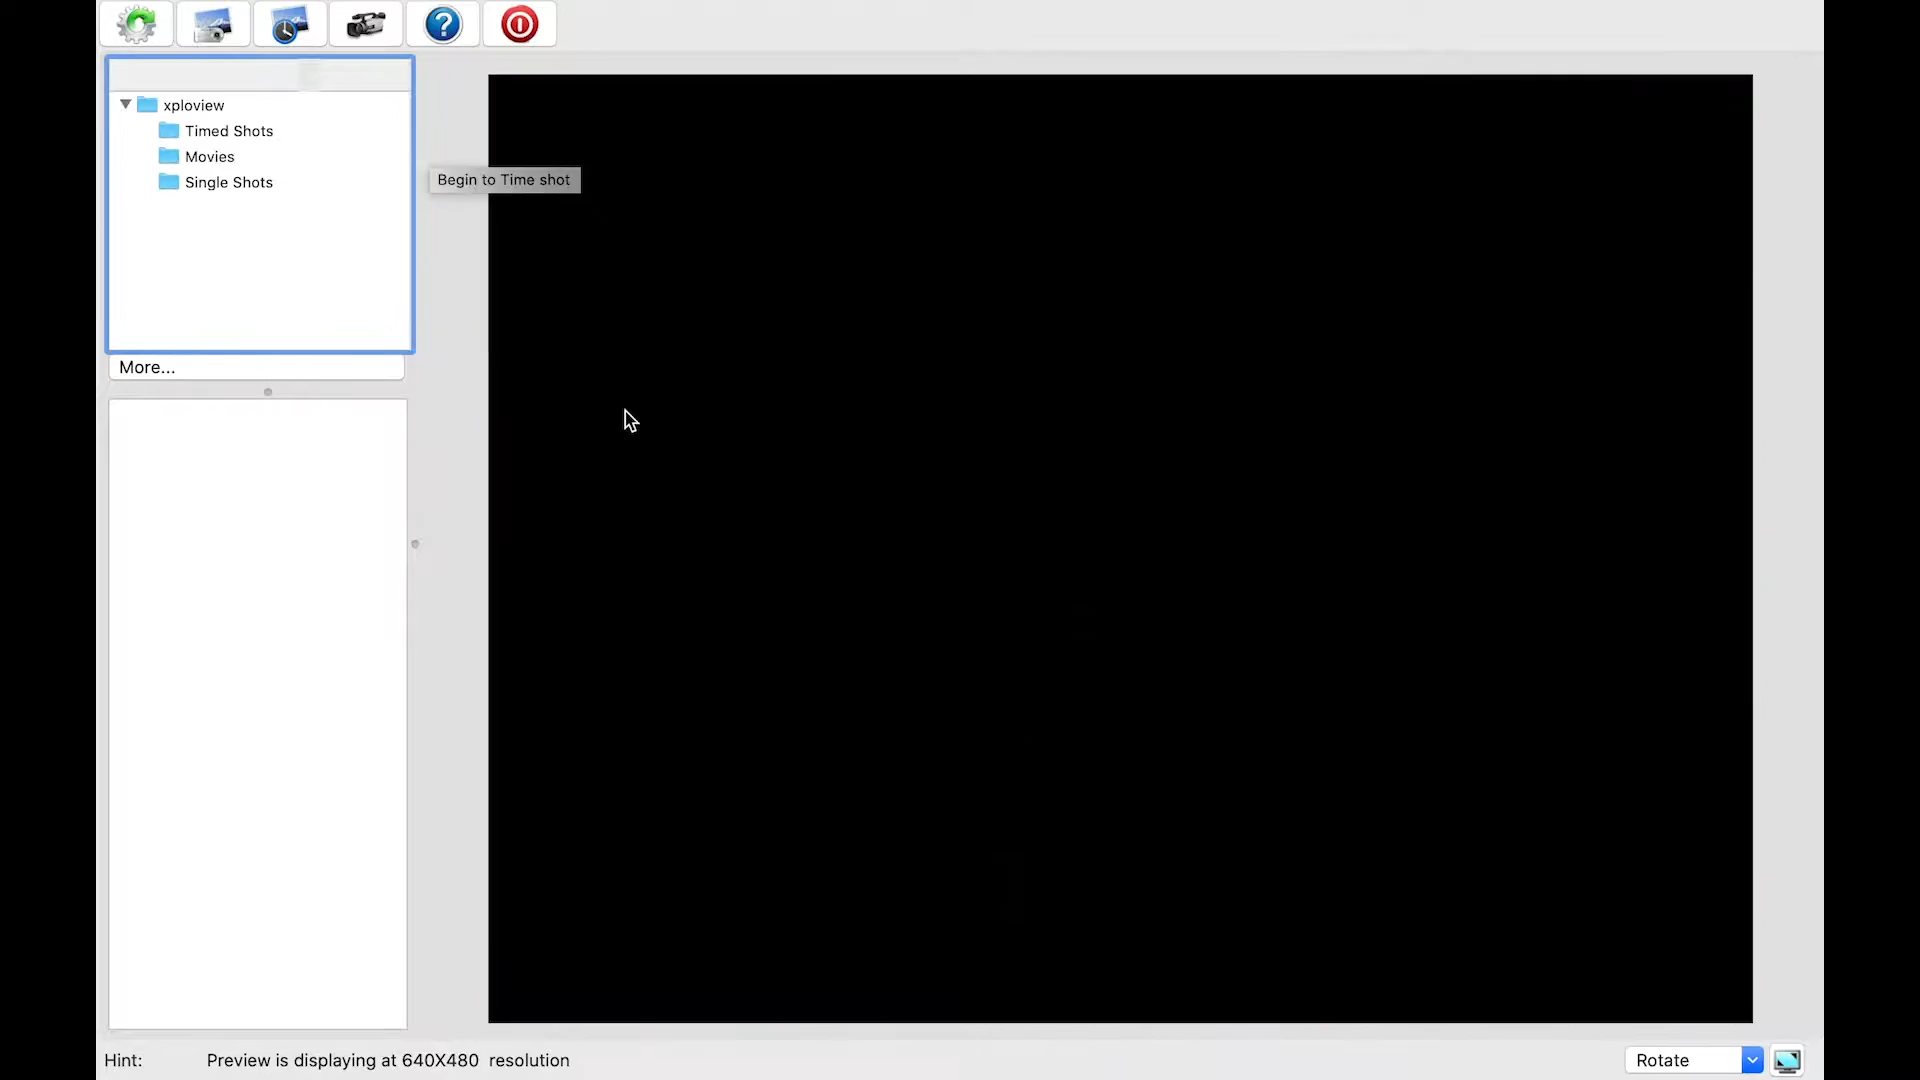 xploview
Timed Shots
Movies
Single Shots
Begin to Time shot
More...
Hint: Preview is displaying at 640X480 resolution
Rotate